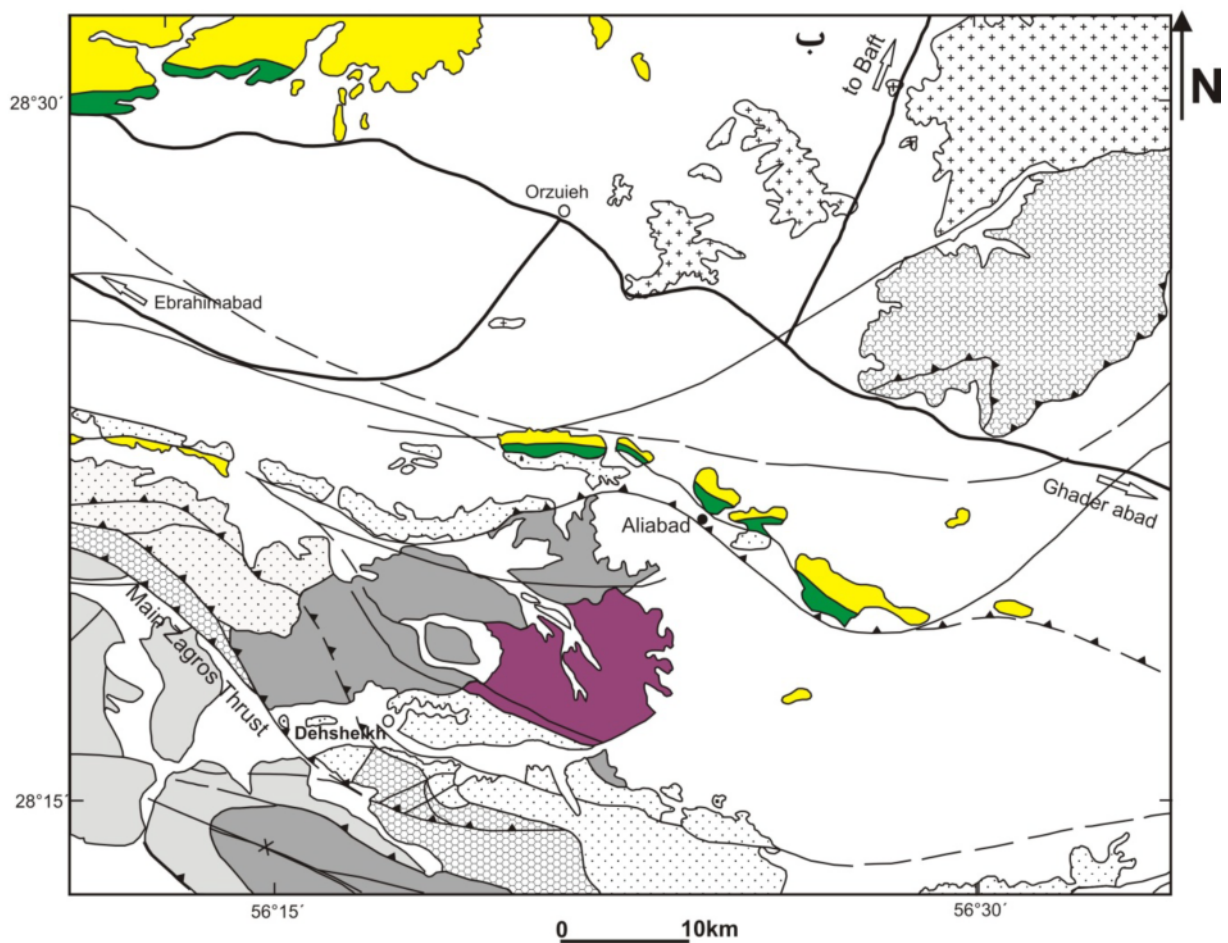 ب
to Baft
N
28°30´
Orzuieh
Ebrahimabad
Ghader abad
Aliabad
Main Zagros Thrust
Dehsheikh
28°15´
56°15´
56°30´
0 10km